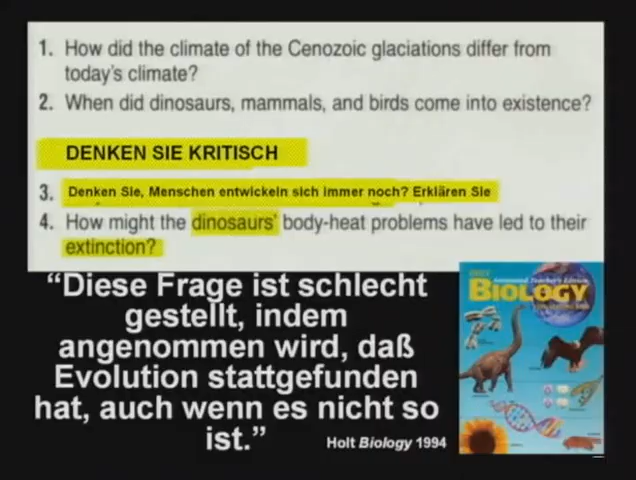 1. How did the climate of the Cenozoic glaciations differ from
today's climate?
2. When did dinosaurs, mammals, and birds come into existence?
DENKEN SIE KRITISCH
3. Denken Sie, Menschen entwickeln sich immer noch? Erklären Sie
4. How might the dinosaurs' body-heat problems have led to their
extinction?
“Diese Frage ist schlecht
gestellt, indem
angenommen wird, daß
Evolution stattgefunden
hat, auch wenn es nicht so
ist.”
Holt Biology 1994
Annotated Teacher's Edition
BIOLOGY